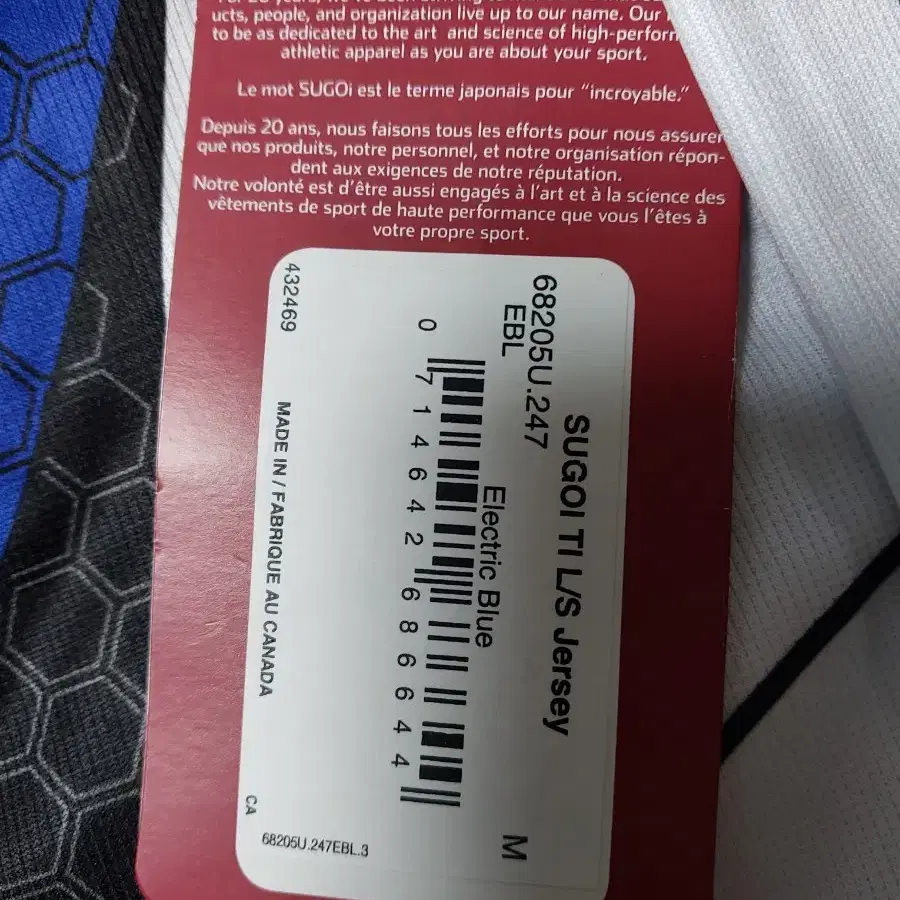 ucts, people, and organization live up to our name. Our
to be as dedicated to the art and science of high-perform
athletic apparel as you are about your sport.
Le mot SUGOi est le terme japonais pour “incroyable.”
Depuis 20 ans, nous faisons tous les efforts pour nous assurer
que nos produits, notre personnel, et notre organisation répon-
dent aux exigences de notre réputation.
Notre volonté est d’être aussi engagés à l’art et à la science des
vêtements de sport de haute performance que vous l’êtes à
votre propre sport.
SUGOI TI L/S Jersey
68205U.247
EBL
Electric Blue
M
0 71464268664 4
432469
MADE IN / FABRIQUE AU CANADA
CA
68205U.247EBL.3